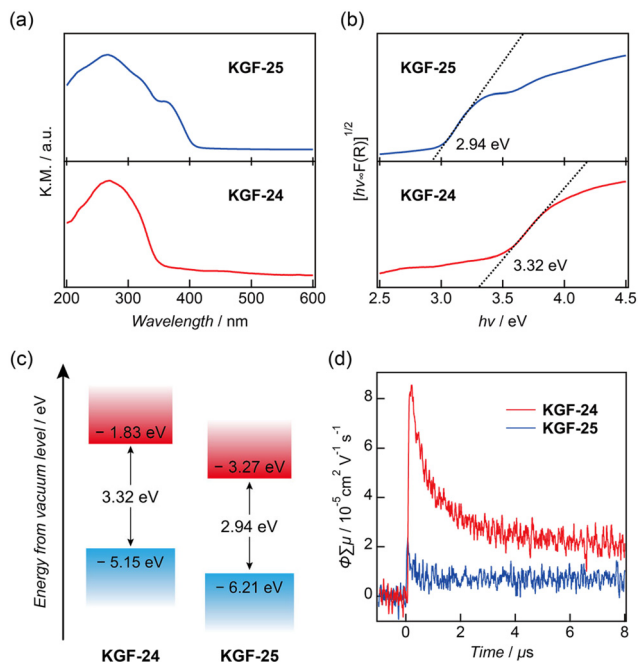 (a)
KGF-25
KGF-24
K.M. / a.u.
200
300
400
500
600
Wavelength / nm
(b)
KGF-25
2.94 eV
KGF-24
3.32 eV
[hν∞F(R)]1/2
2.5
3.0
3.5
4.0
4.5
hν / eV
(c)
Energy from vacuum level / eV
− 1.83 eV
3.32 eV
− 5.15 eV
− 3.27 eV
2.94 eV
− 6.21 eV
KGF-24
KGF-25
(d)
KGF-24
KGF-25
Φ∑μ / 10-5 cm2 V-1 s-1
8
6
4
2
0
0
2
4
6
8
Time / μs